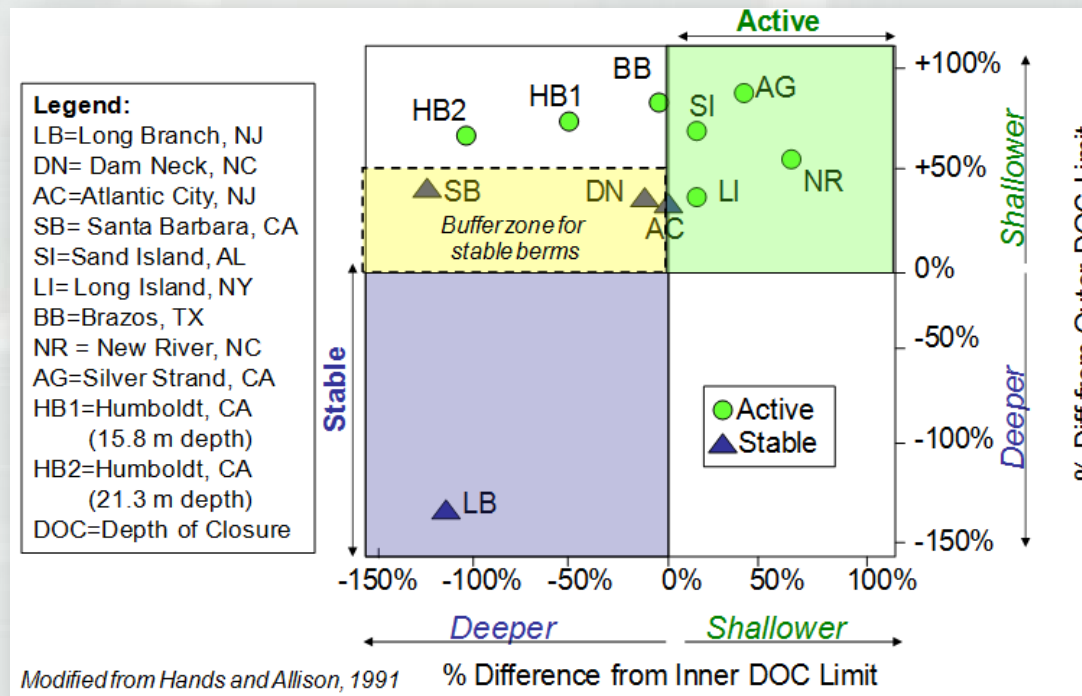 Active
Legend:
LB=Long Branch, NJ
DN= Dam Neck, NC
AC=Atlantic City, NJ
SB= Santa Barbara, CA
SI=Sand Island, AL
LI= Long Island, NY
BB=Brazos, TX
NR = New River, NC
AG=Silver Strand, CA
HB1=Humboldt, CA
(15.8 m depth)
HB2=Humboldt, CA
(21.3 m depth)
DOC=Depth of Closure
BB
HB2
HB1
SI
AG
NR
SB
DN
LI
AC
Buffer zone for
stable berms
LB
Stable
Active
Stable
+100%
+50%
0%
-50%
-100%
-150%
Shallower
Deeper
% Diff from Outer DOC Limit
-150%
-100%
-50%
0%
50%
100%
Deeper
Shallower
Modified from Hands and Allison, 1991
% Difference from Inner DOC Limit